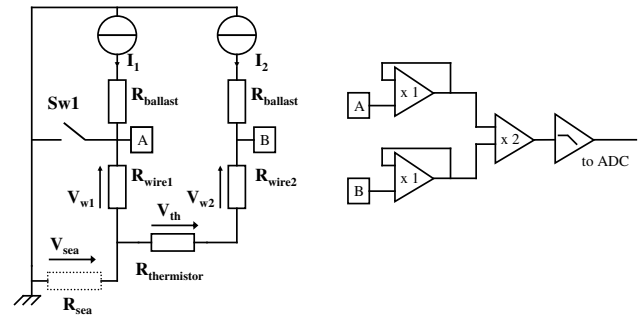 I1 I2
Rballast Rballast
Sw1
A B
Rwire1 Rwire2
Vw1 Vw2
Vth
Vsea
Rthermistor
Rsea
x 1
A
x 2
to ADC
x 1
B